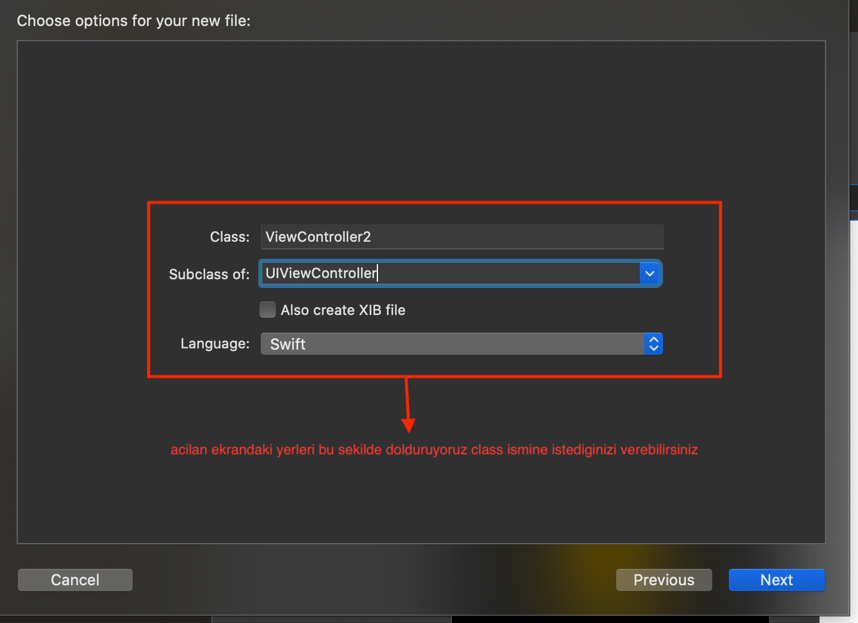 Choose options for your new file:
Class: ViewController2
Subclass of: UIViewController
Also create XIB file
Language: Swift
acilan ekrandaki yerleri bu sekilde dolduruyoruz class ismine istediginizi verebilirsiniz
Cancel Previous Next